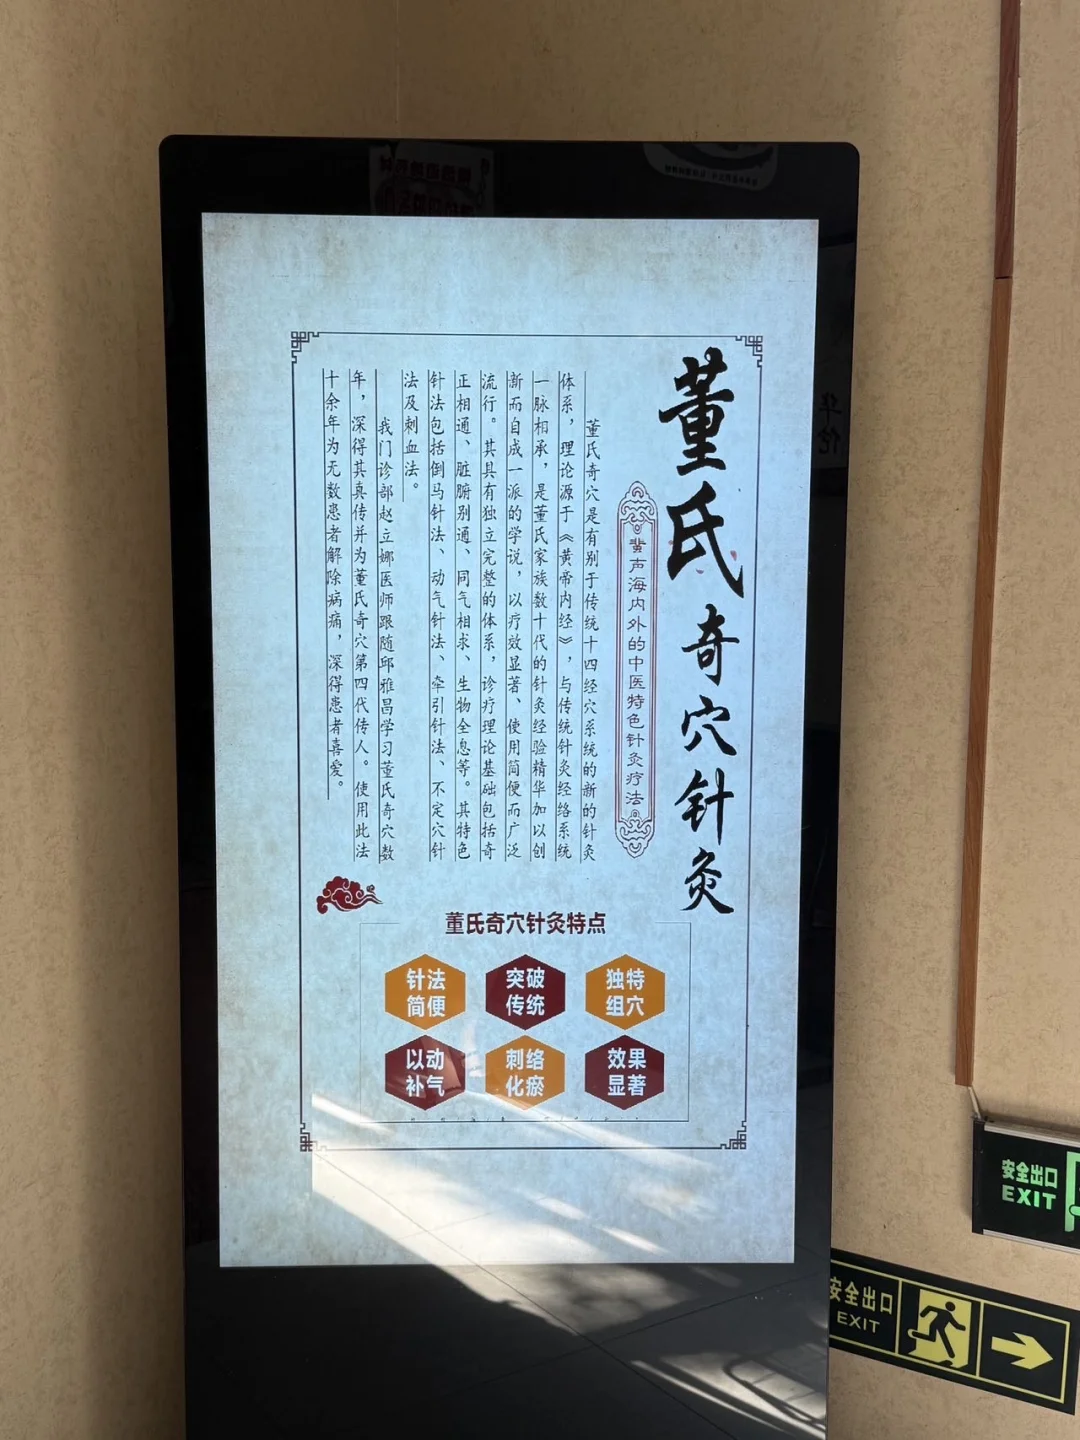 董氏奇穴针灸
蜚声海内外的中医特色针灸疗法
董氏奇穴是有别于传统十四经穴系统的新的针灸
体系，理论源于《黄帝内经》，与传统针灸经络系统
一脉相承，是董氏家族数十代的针灸经验精华加以创
新而自成一派的学说，以疗效显著、使用简便而广泛
流行。其具有独立完整的体系，诊疗理论基础包括奇
正相通、脏腑别通、同气相求、生物全息等。其特色
针法包括倒马针法、动气针法、牵引针法、不定穴针
法及刺血法。
我门诊部赵立娜医师跟随邱雅昌学习董氏奇穴数
年，深得其真传并为董氏奇穴第四代传人。使用此法
十余年为无数患者解除病痛，深得患者喜爱。
董氏奇穴针灸特点
针法
简便
突破
传统
独特
组穴
以动
补气
刺络
化瘀
效果
显著
安全出口
EXIT
安全出口
EXIT
华佗